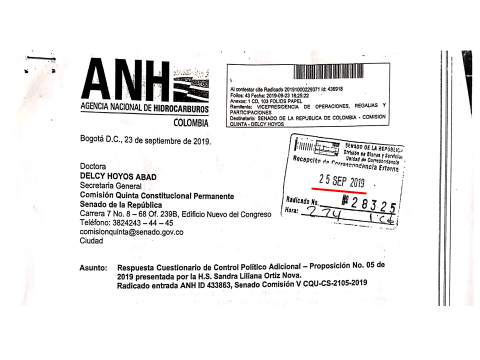 ANH
AGENCIA NACIONAL DE HIDROCARBUROS
COLOMBIA
Al contestar cite Radicado 20191000229371 Id: 436918
Folios: 43 Fecha: 2019-09-23 16:25:22
Anexos: 1 CD, 103 FOLIOS PAPEL
Remitente: VICEPRESIDENCIA DE OPERACIONES, REGALIAS Y
PARTICIPACIONES
Destinatario: SENADO DE LA REPUBLICA DE COLOMBIA - COMISION
QUINTA - DELCY HOYOS
Bogotá D.C., 23 de septiembre de 2019.
SENADO DE LA REPUBLICA
División de Bienes y Servicios
Unidad de Correspondencia
Recepción de Correspondencia Externa
25 SEP 2019
Radicado No. 28325
Hora:
Doctora
DELCY HOYOS ABAD
Secretaria General
Comisión Quinta Constitucional Permanente
Senado de la República
Carrera 7 No. 8 – 68 Of. 239B, Edificio Nuevo del Congreso
Teléfono: 3824243 – 44 – 45
comisionquinta@senado.gov.co
Ciudad
Asunto: Respuesta Cuestionario de Control Político Adicional – Proposición No. 05 de
2019 presentada por la H.S. Sandra Liliana Ortiz Nova.
Radicado entrada ANH ID 433863, Senado Comisión V CQU-CS-2105-2019